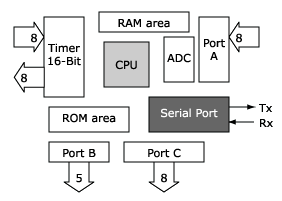 RAM area
8
Timer
16-Bit
8
CPU
ADC
Port
A
8
ROM area
Serial Port
Tx
Rx
Port B
Port C
5
8